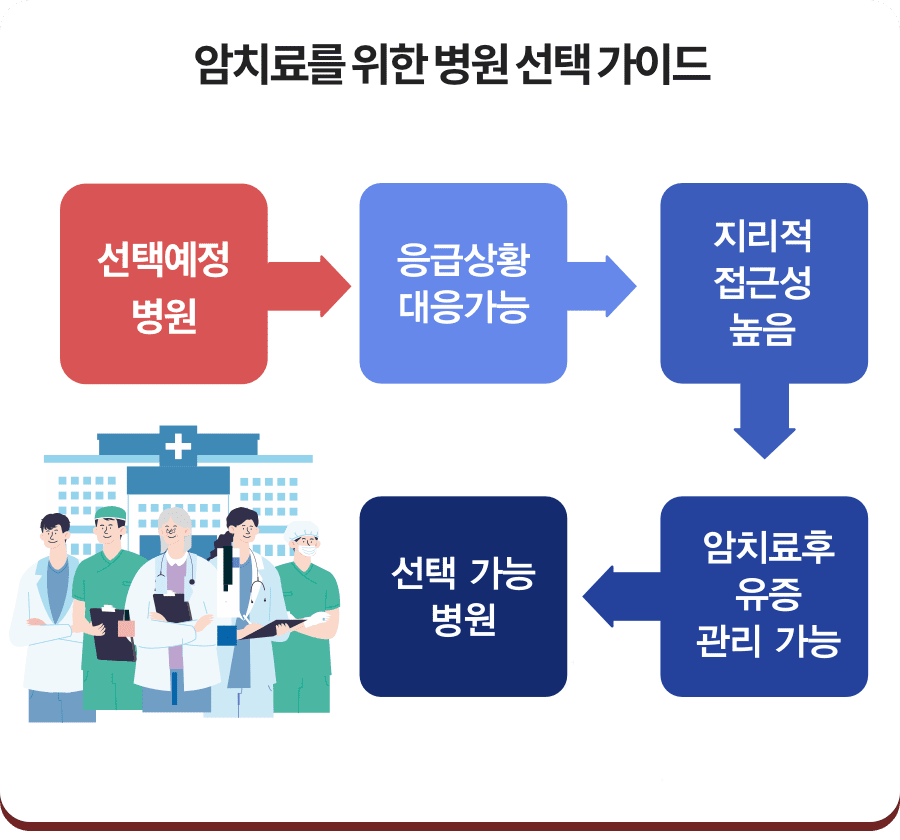 암치료를 위한 병원 선택 가이드
선택예정
병원
응급상황
대응가능
지리적
접근성
높음
암치료후
유증
관리 가능
선택 가능
병원